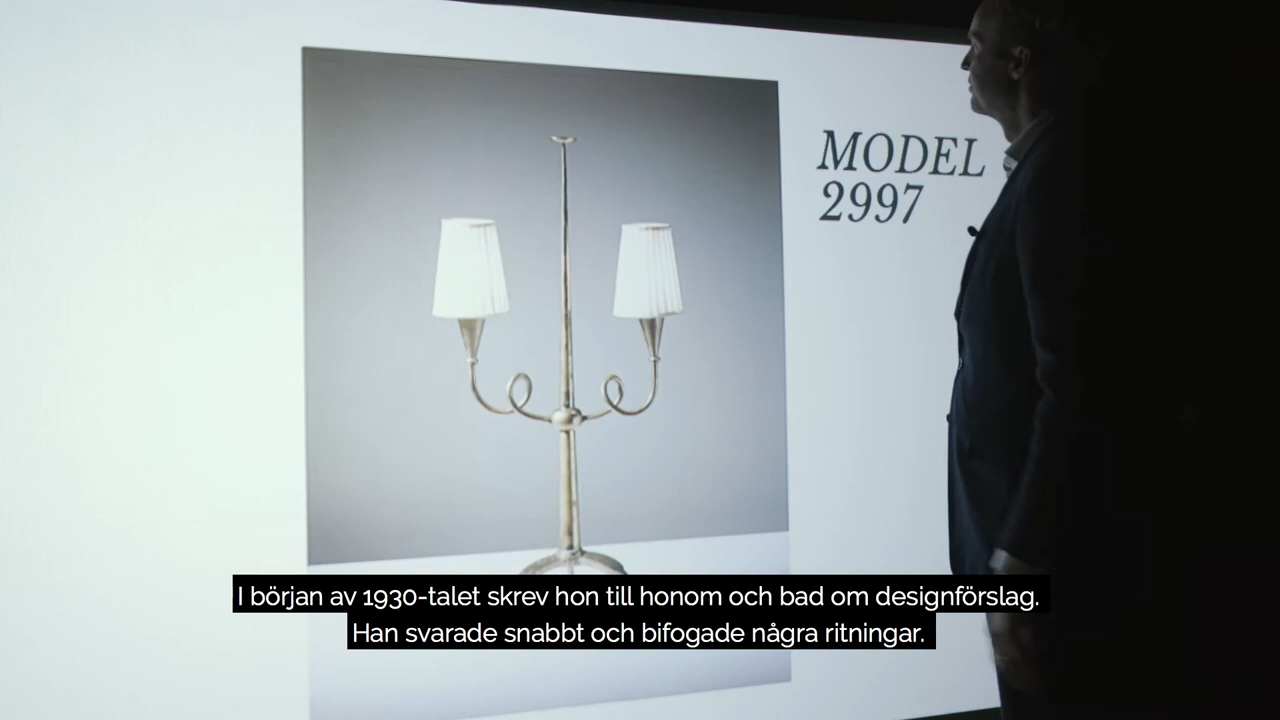 MODEL
2997
I början av 1930-talet skrev hon till honom och bad om designförslag.
Han svarade snabbt och bifogade några ritningar.